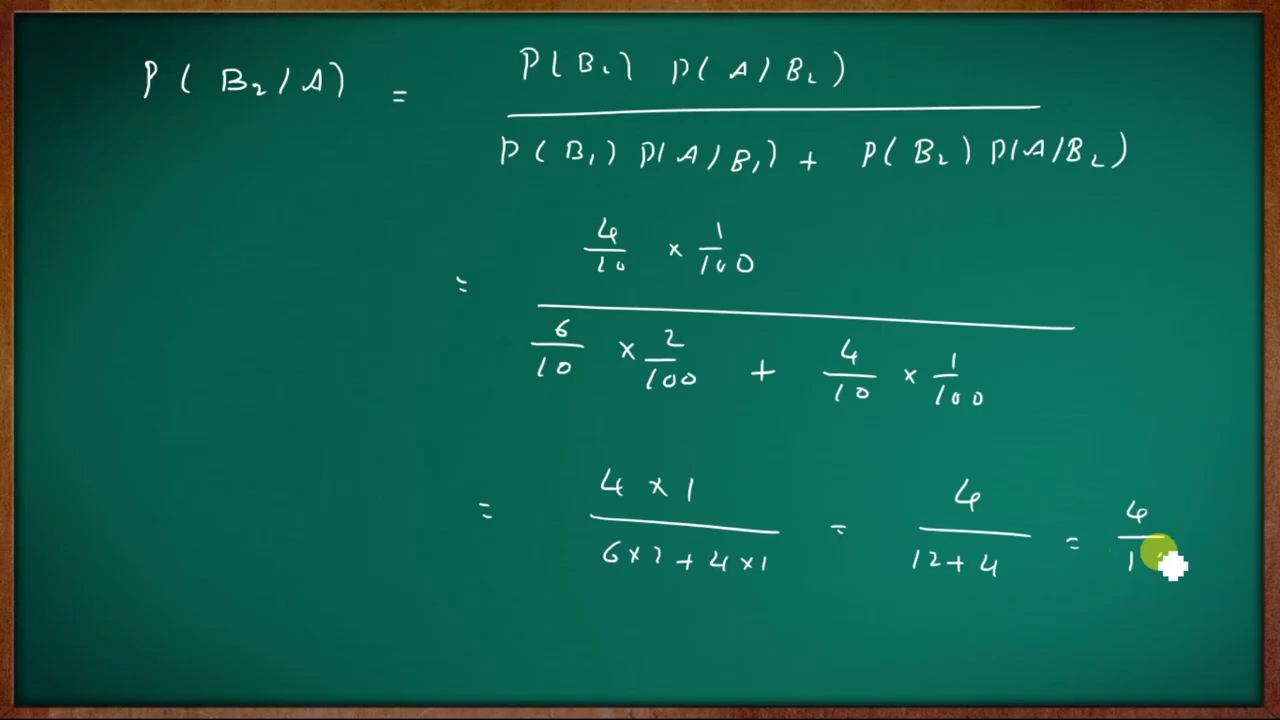 P(B₂/A) = P(B₂) P(A/B₂)
P(B₁) P(A/B₁) + P(B₂) P(A/B₂)
= 4/10 × 1/100
6/10 × 2/100 + 4/10 × 1/100
= 4 × 1 / 6×2 + 4×1 = 4 / 12+4 = 4 / 1